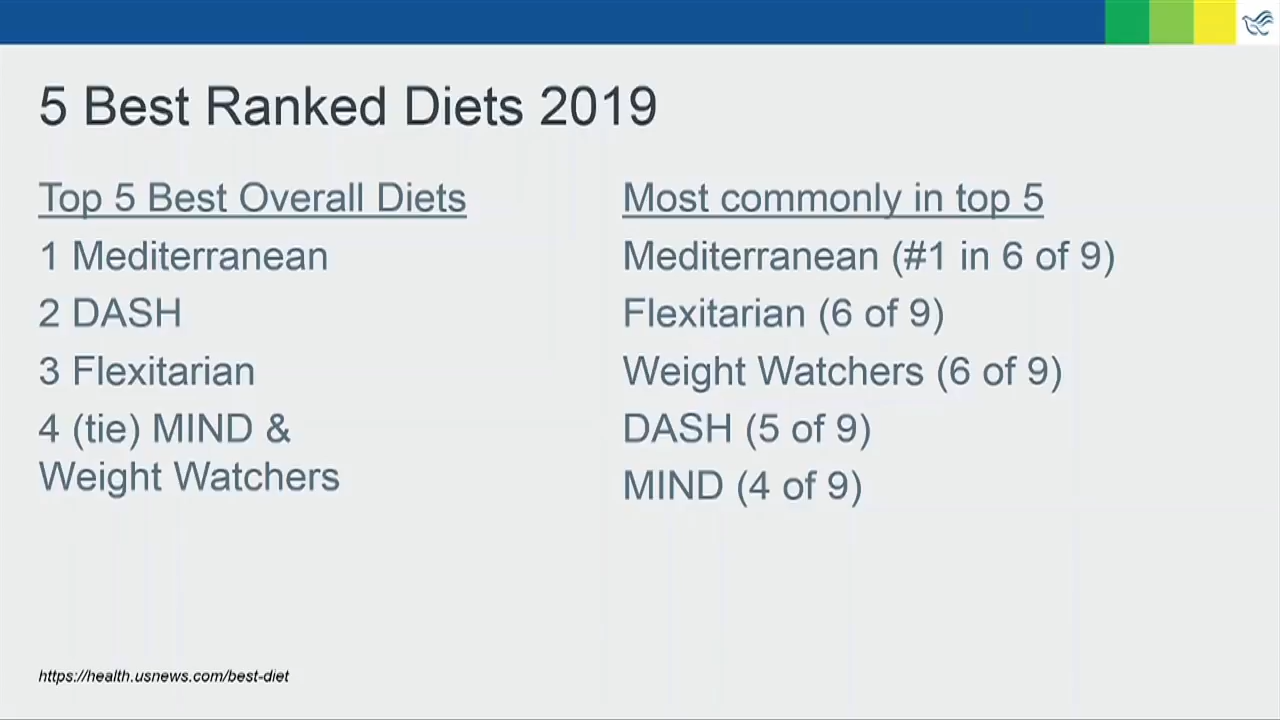 5 Best Ranked Diets 2019
Top 5 Best Overall Diets
1 Mediterranean
2 DASH
3 Flexitarian
4 (tie) MIND &
Weight Watchers
Most commonly in top 5
Mediterranean (#1 in 6 of 9)
Flexitarian (6 of 9)
Weight Watchers (6 of 9)
DASH (5 of 9)
MIND (4 of 9)
https://health.usnews.com/best-diet